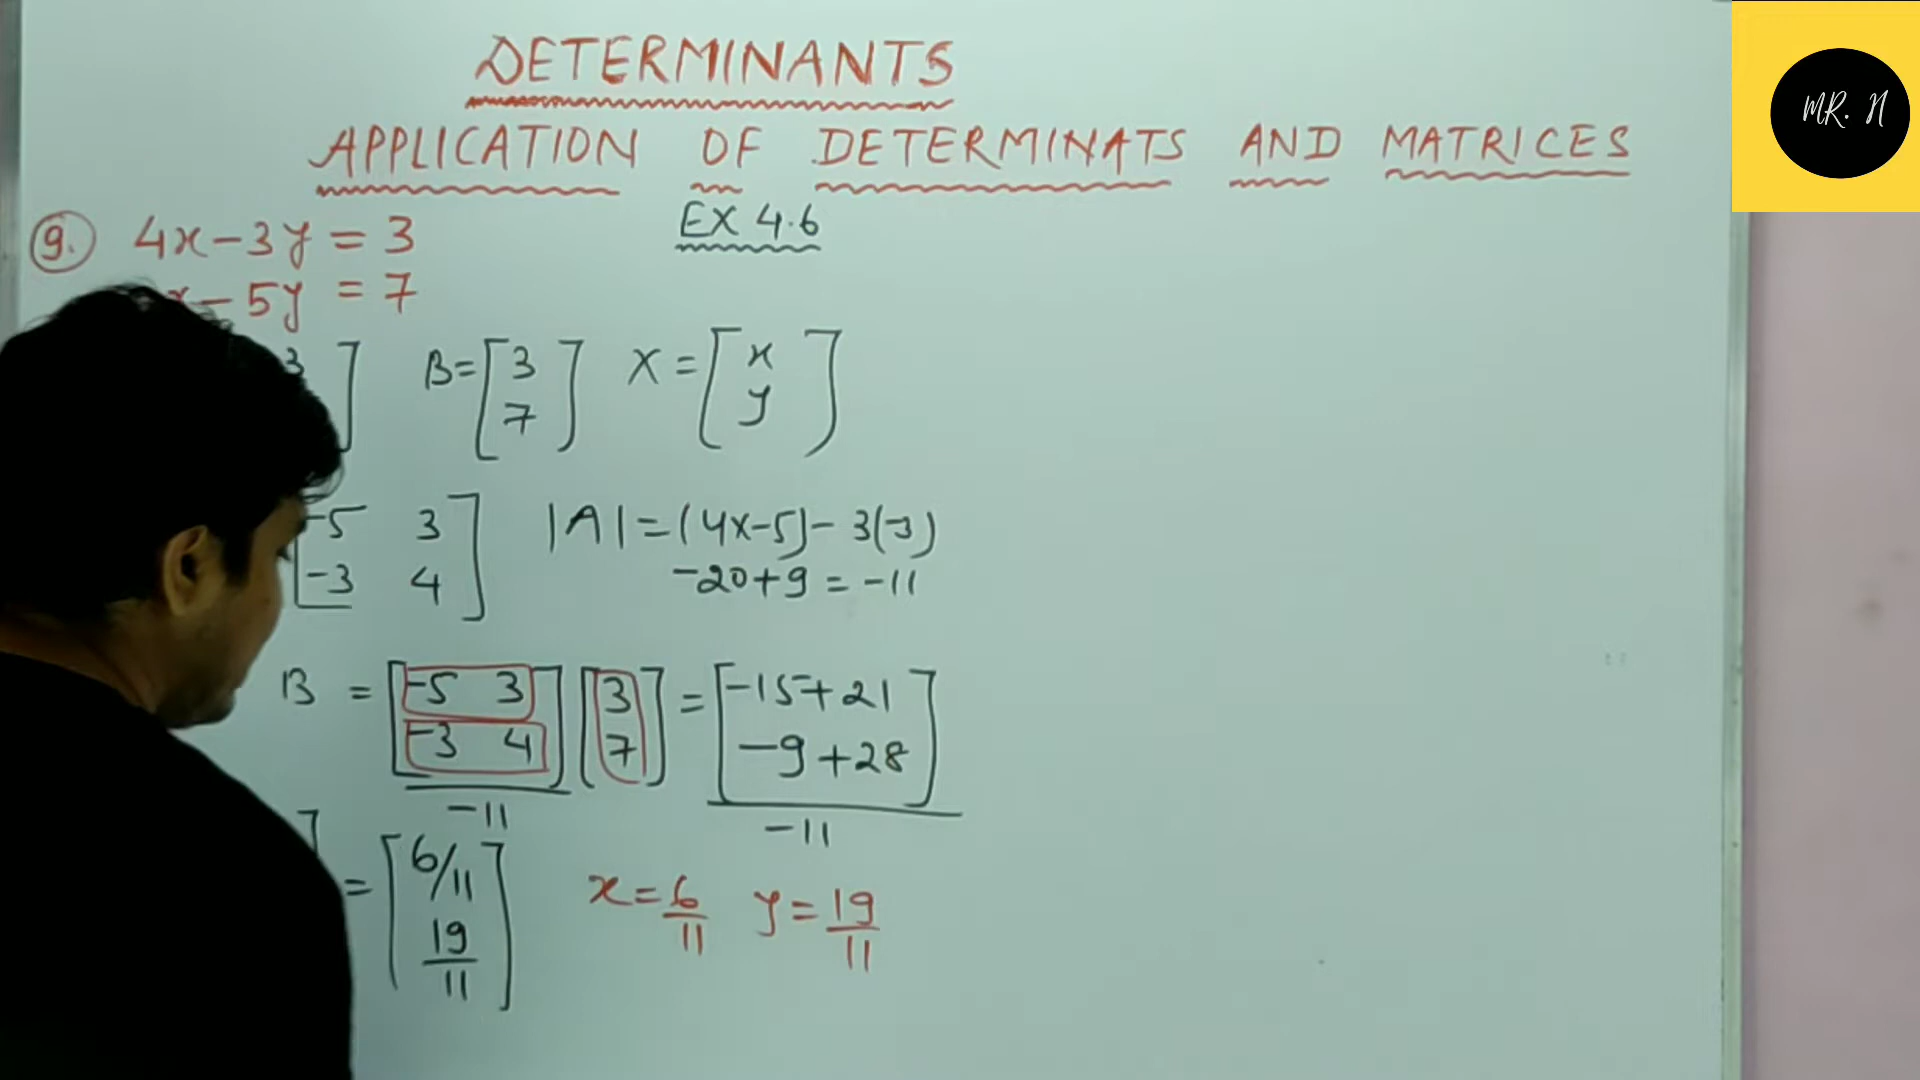 DETERMINANTS
APPLICATION OF DETERMINATS AND MATRICES
MR. N
EX 4.6
9. 4x-3y = 3
x-5y = 7
3 ] B=[3 7] X=[x y]
-5 3 ] |A|=(4x-5)-3(-3)
-3 4 ] -20+9 = -11
B = [-5 3 [3 = [-15+21
-3 4] 7] -9+28]
-11 -11
] = [6/11 x=6/11 y=19/11
19/11]